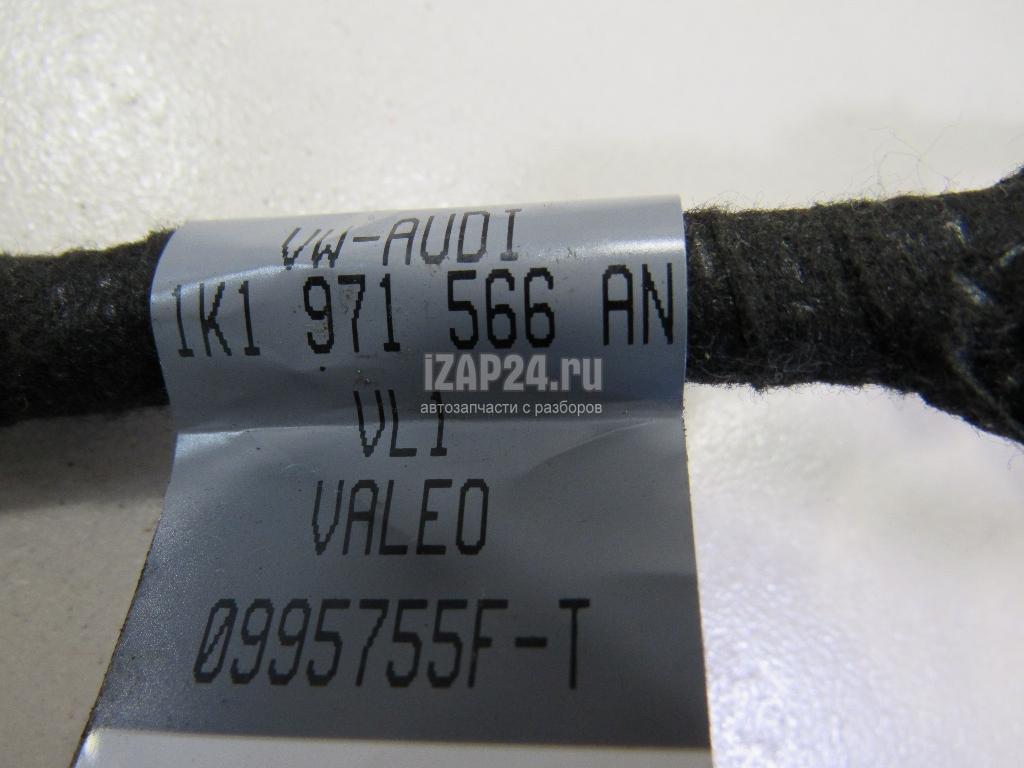 VW-AUDI
1K1 971 566 AN
iZAP24.ru
автозапчасти с разборов
VL1
VALEO
0995755F-T